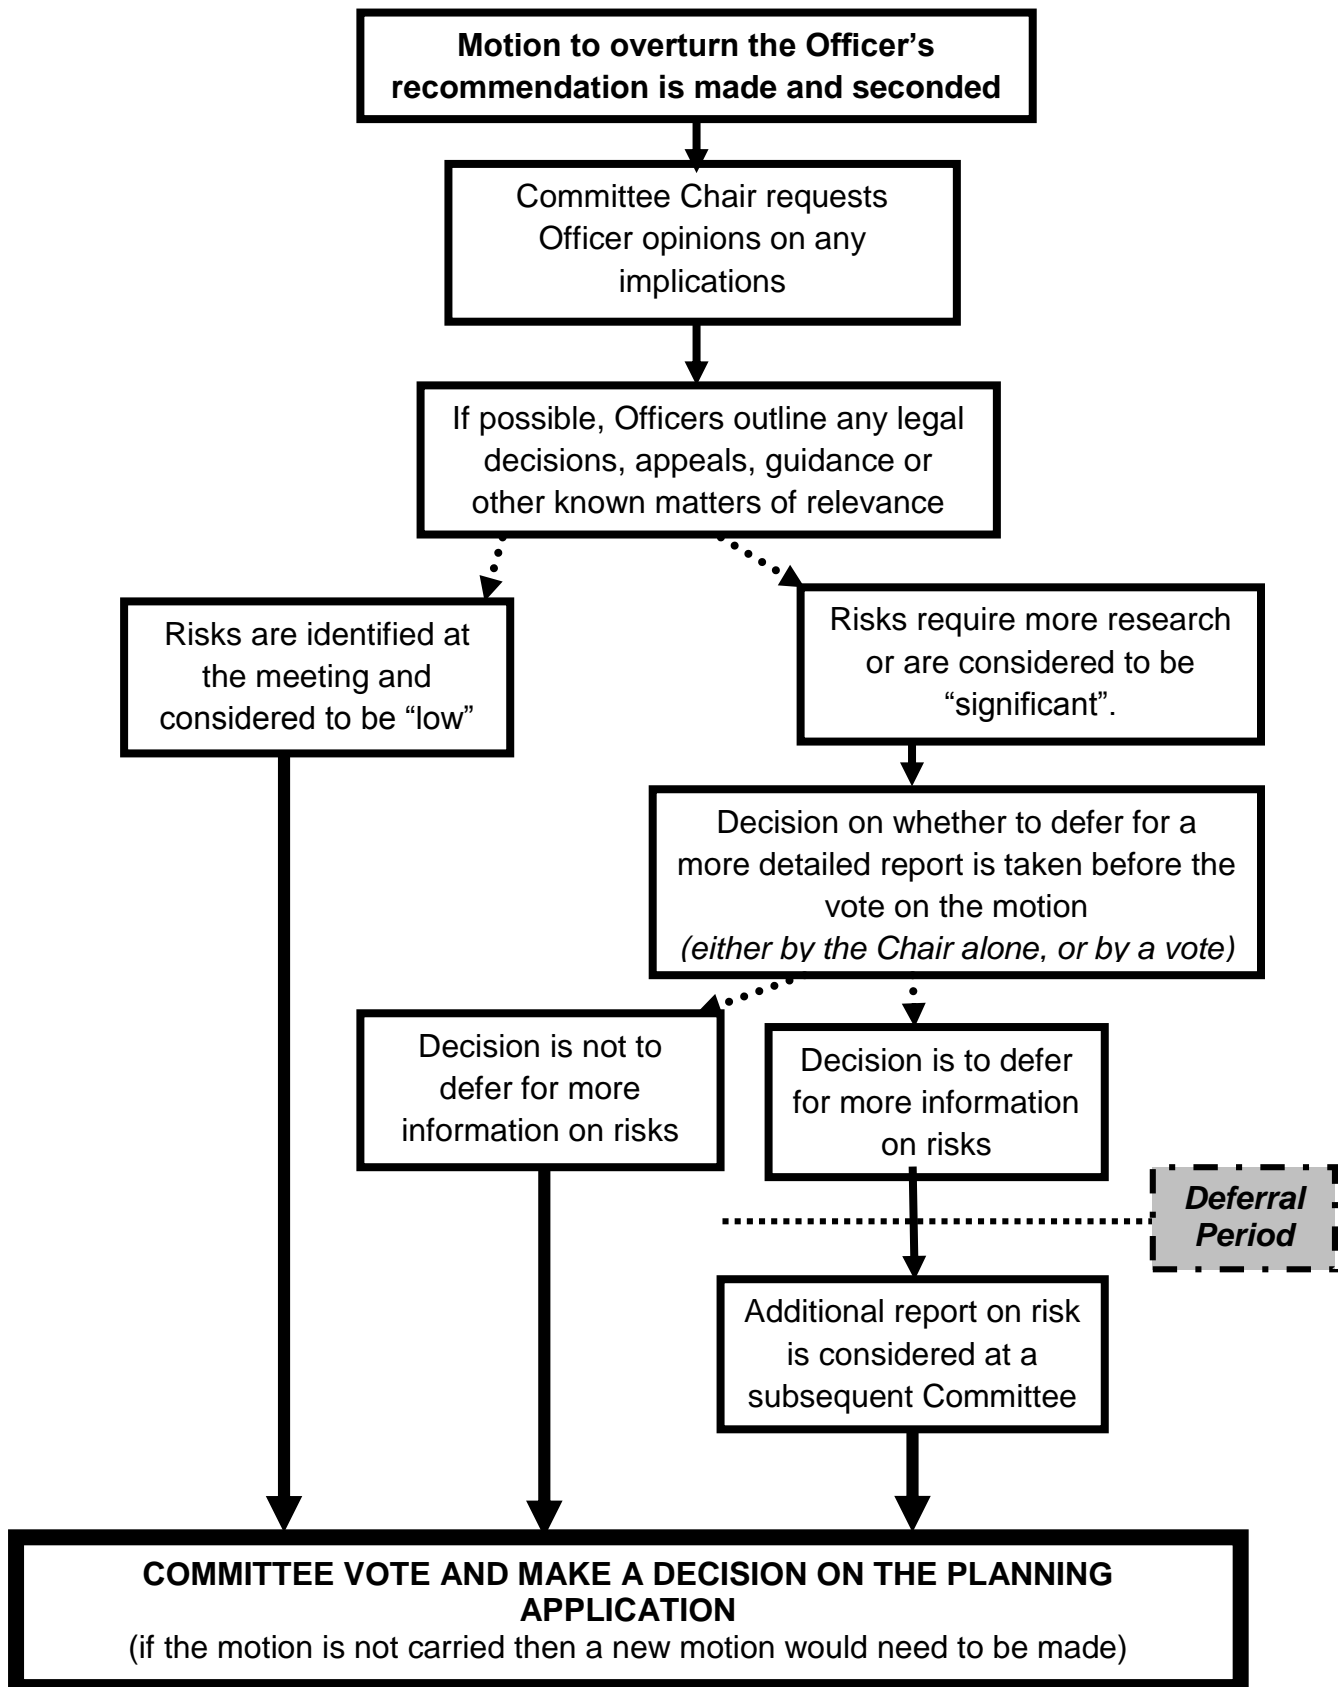 Motion to overturn the Officer’s
recommendation is made and seconded
Committee Chair requests
Officer opinions on any
implications
If possible, Officers outline any legal
decisions, appeals, guidance or
other known matters of relevance
Risks are identified at
the meeting and
considered to be “low”
Risks require more research
or are considered to be
“significant”.
Decision on whether to defer for a
more detailed report is taken before the
vote on the motion
(either by the Chair alone, or by a vote)
Decision is not to
defer for more
information on risks
Decision is to defer
for more information
on risks
Deferral
Period
Additional report on risk
is considered at a
subsequent Committee
COMMITTEE VOTE AND MAKE A DECISION ON THE PLANNING
APPLICATION
(if the motion is not carried then a new motion would need to be made)